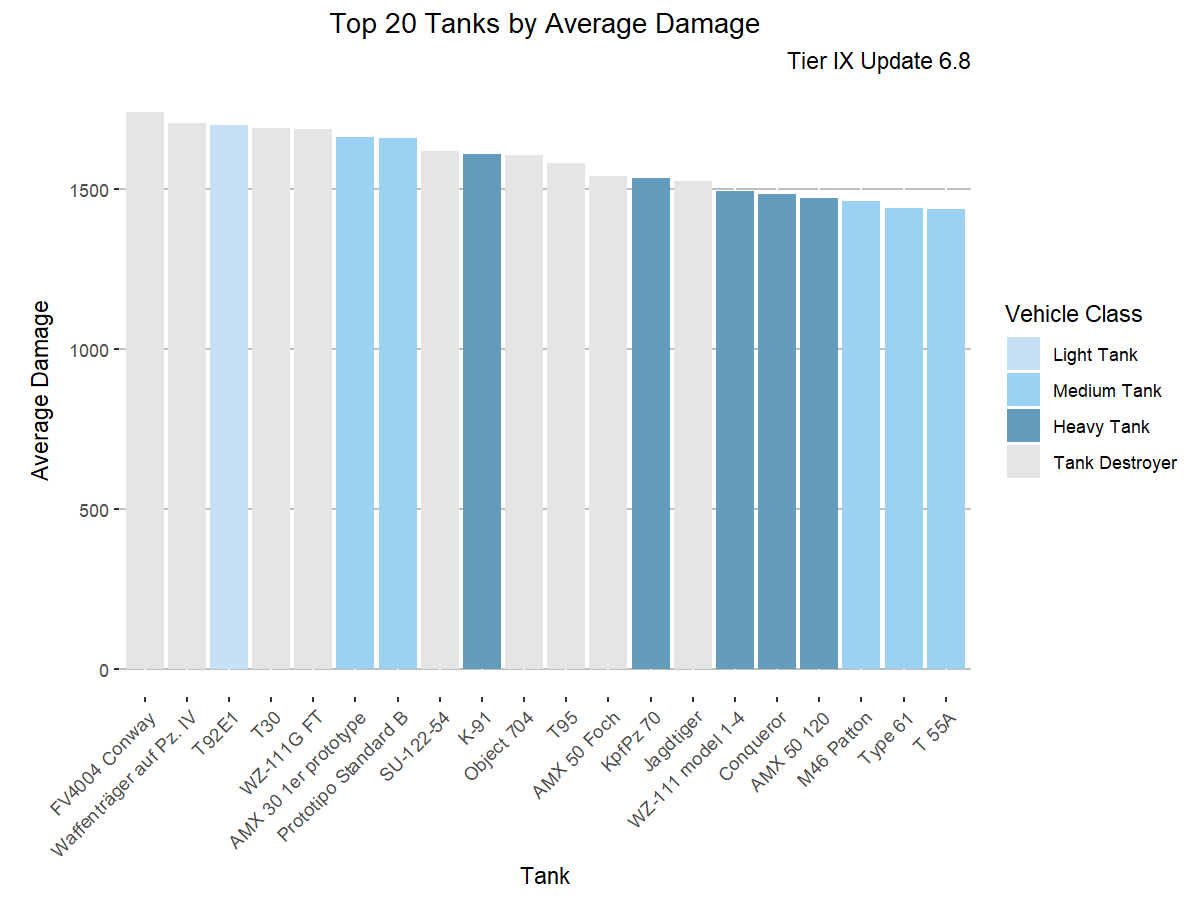 Top 20 Tanks by Average Damage
Tier IX Update 6.8
Average Damage
1500
1000
500
0
FV4004 Conway
Waffenträger auf Pz. IV
T92E1
T30
WZ-111G FT
AMX 30 1er prototype
Prototipo Standard B
SU-122-54
K-91
Object 704
T95
AMX 50 Foch
KpfPz 70
Jagdtiger
WZ-111 model 1-4
Conqueror
AMX 50 120
M46 Patton
Type 61
T 55A
Tank
Vehicle Class
Light Tank
Medium Tank
Heavy Tank
Tank Destroyer